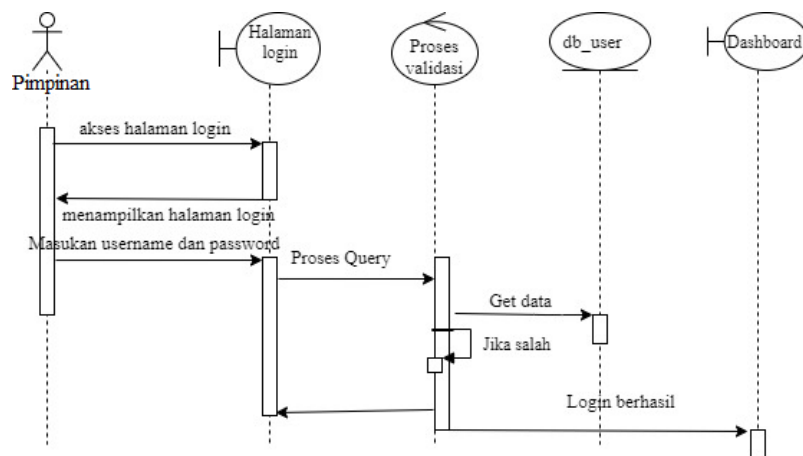 Pimpinan
Halaman
login
Proses
validasi
db_user
Dashboard
akses halaman login
menampilkan halaman login
Masukan username dan password
Proses Query
Get data
Jika salah
Login berhasil